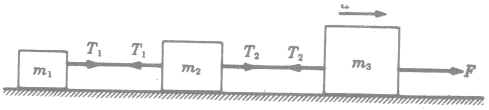 T₁ T₁ T₂ T₂
m₁ m₂ m₃ F